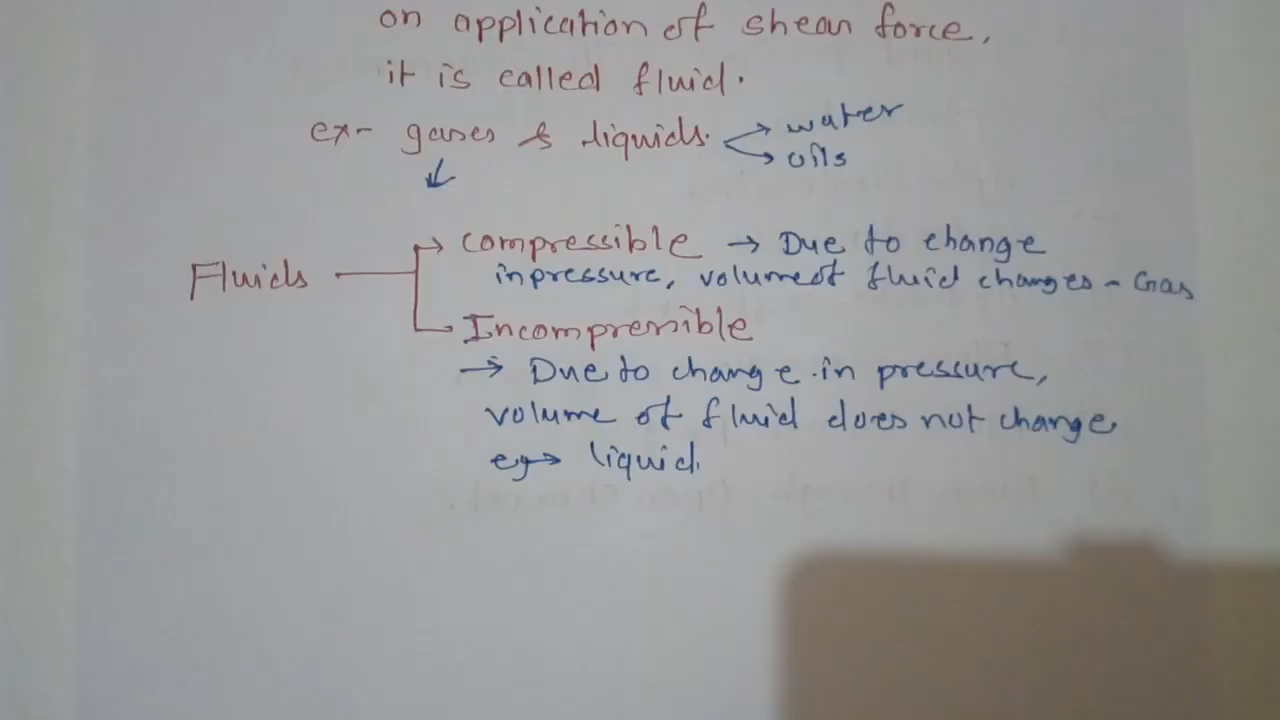 on application of shear force,
it is called fluid.
ex- gases & liquids. → water
→ oils
Fluids → compressible → Due to change
in pressure, volume of fluid changes - Gas
Incompressible
→ Due to change in pressure,
volume of fluid does not change
eg → liquid.